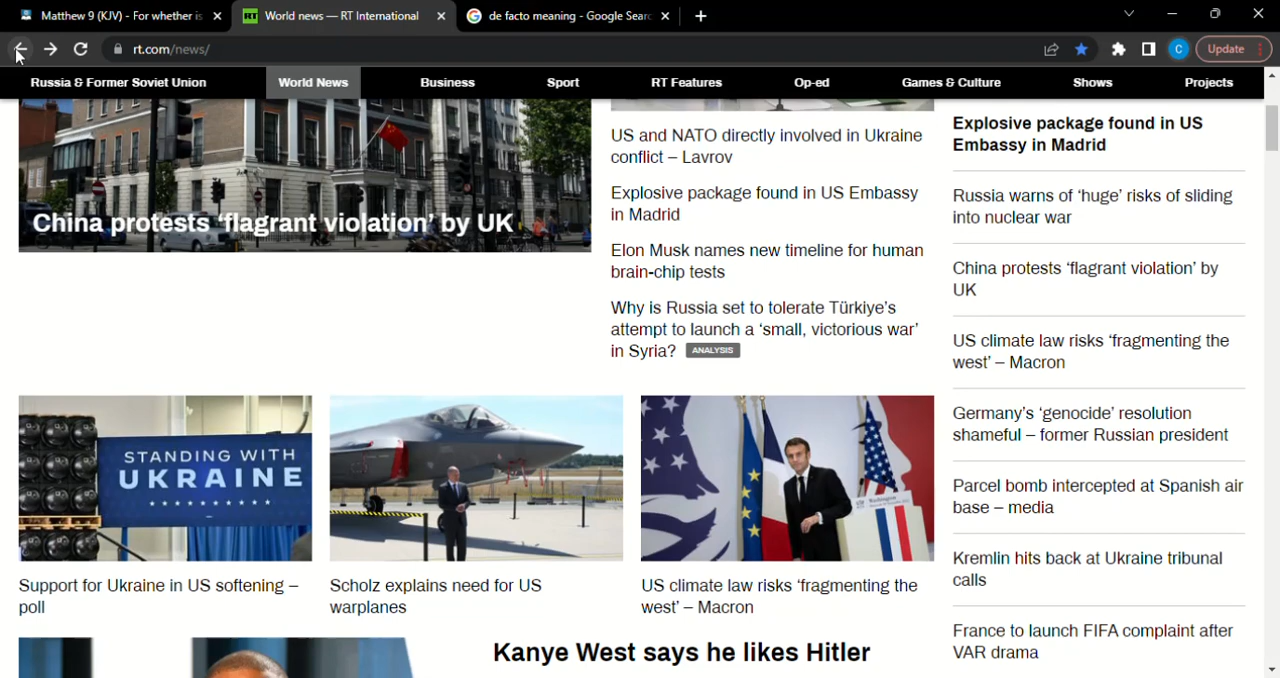 Matthew 9 (KJV) - For whether is
RT
World news — RT International
de facto meaning - Google Sear
rt.com/news/
C
Update
Russia & Former Soviet Union
World News
Business
Sport
RT Features
Op-ed
Games & Culture
Shows
Projects
China protests ‘flagrant violation’ by UK
US and NATO directly involved in Ukraine
conflict – Lavrov
Explosive package found in US Embassy
in Madrid
Elon Musk names new timeline for human
brain-chip tests
Why is Russia set to tolerate Türkiye’s
attempt to launch a ‘small, victorious war’
in Syria? ANALYSIS
Explosive package found in US
Embassy in Madrid
Russia warns of ‘huge’ risks of sliding
into nuclear war
China protests ‘flagrant violation’ by
UK
US climate law risks ‘fragmenting the
west’ – Macron
Germany’s ‘genocide’ resolution
shameful – former Russian president
Parcel bomb intercepted at Spanish air
base – media
Kremlin hits back at Ukraine tribunal
calls
France to launch FIFA complaint after
VAR drama
STANDING WITH
UKRAINE
Support for Ukraine in US softening –
poll
Scholz explains need for US
warplanes
US climate law risks ‘fragmenting the
west’ – Macron
Kanye West says he likes Hitler